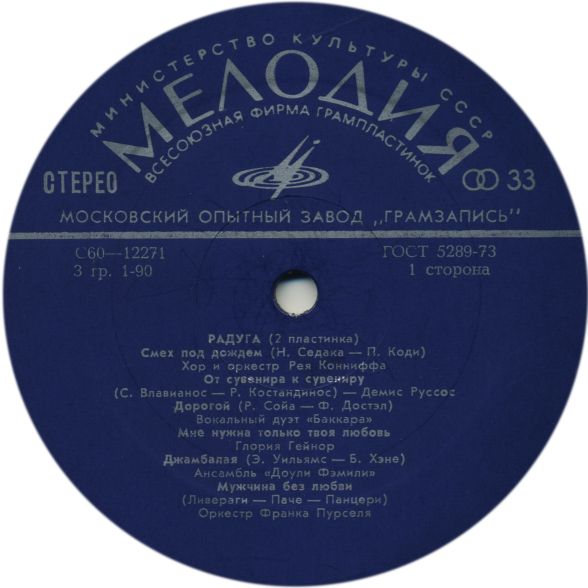 МИНИСТЕРСТВО КУЛЬТУРЫ СССР
МЕЛОДИЯ
ВСЕСОЮЗНАЯ ФИРМА ГРАМПЛАСТИНОК
СТЕРЕО
33
МОСКОВСКИЙ ОПЫТНЫЙ ЗАВОД „ГРАМЗАПИСЬ"
С60—12271
ГОСТ 5289-73
3 гр. 1-90
1 сторона
РАДУГА (2 пластинка)
Смех под дождем (Н. Седака — П. Коди)
Хор и оркестр Рея Конниффа
От сувенира к сувениру
(С. Влавианос — Р. Костандинос) — Демис Руссос
Дорогой (Р. Сойа — Ф. Достэл)
Вокальный дуэт «Баккара»
Мне нужна только твоя любовь
Глория Гейнор
Джамбалая (Э. Уильямс — Б. Хэне)
Ансамбль «Доули Фэмили»
Мужчина без любви
(Ливераги — Паче — Панцери)
Оркестр Франка Пурселя